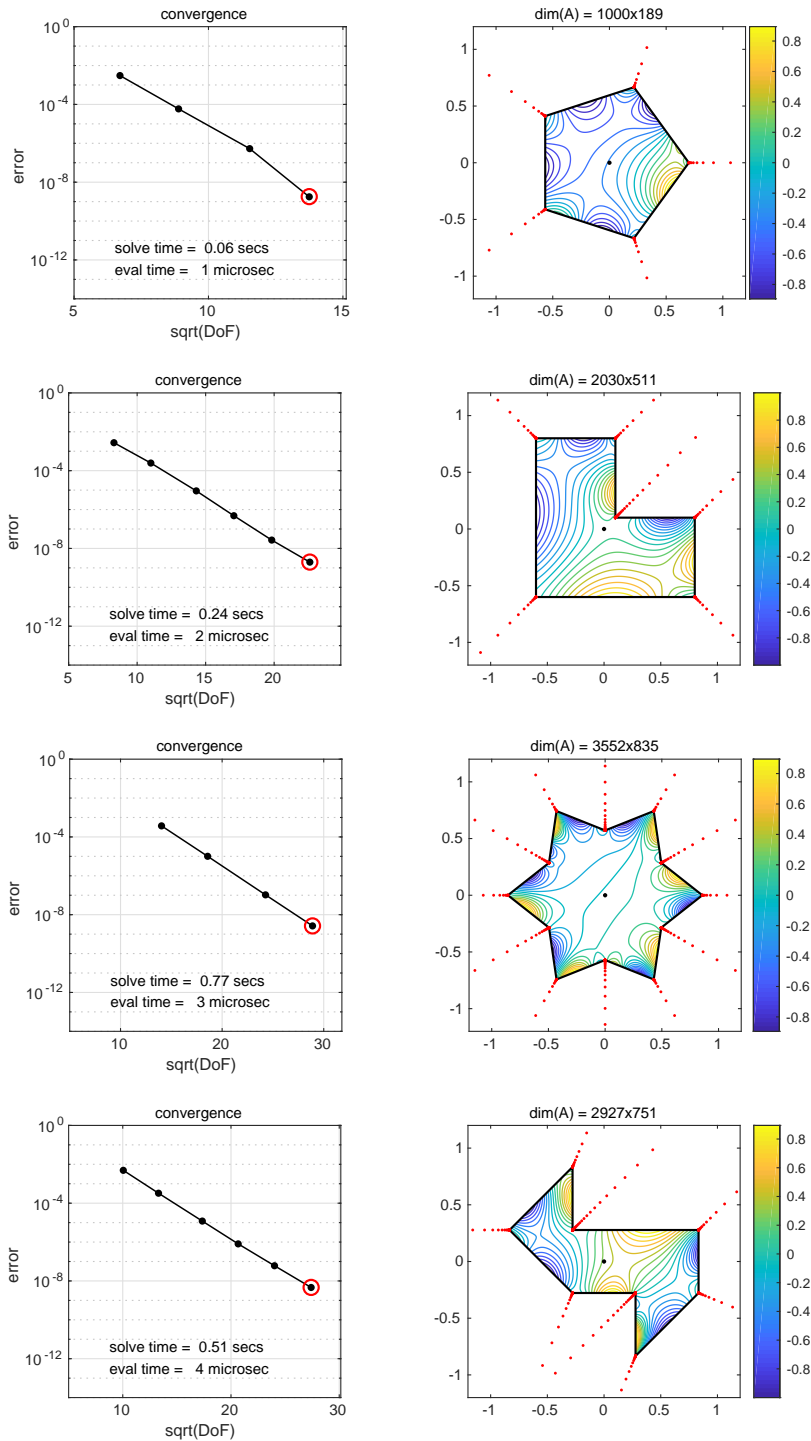 convergence
10^0
10^-4
10^-8
10^-12
error
solve time = 0.06 secs
eval time = 1 microsec
5 10 15
sqrt(DoF)
dim(A) = 1000x189
1
0.5
0
-0.5
-1
-1 -0.5 0 0.5 1
0.8
0.6
0.4
0.2
0
-0.2
-0.4
-0.6
-0.8
convergence
10^0
10^-4
10^-8
10^-12
error
solve time = 0.24 secs
eval time = 2 microsec
5 10 15 20
sqrt(DoF)
dim(A) = 2030x511
1
0.5
0
-0.5
-1
-1 -0.5 0 0.5 1
0.8
0.6
0.4
0.2
0
-0.2
-0.4
-0.6
-0.8
convergence
10^0
10^-4
10^-8
10^-12
error
solve time = 0.77 secs
eval time = 3 microsec
10 20 30
sqrt(DoF)
dim(A) = 3552x835
1
0.5
0
-0.5
-1
-1 -0.5 0 0.5 1
0.8
0.6
0.4
0.2
0
-0.2
-0.4
-0.6
-0.8
convergence
10^0
10^-4
10^-8
10^-12
error
solve time = 0.51 secs
eval time = 4 microsec
10 20 30
sqrt(DoF)
dim(A) = 2927x751
1
0.5
0
-0.5
-1
-1 -0.5 0 0.5 1
0.8
0.6
0.4
0.2
0
-0.2
-0.4
-0.6
-0.8